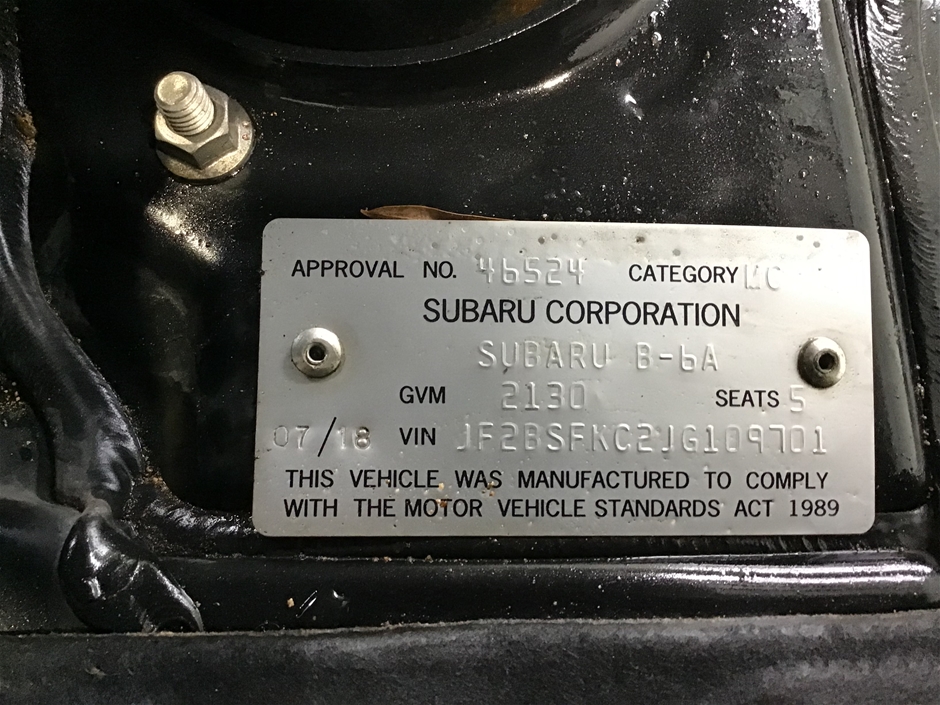 APPROVAL NO. 46524 CATEGORY MC
SUBARU CORPORATION
SUBARU B-6A
GVM 2130 SEATS 5
07/18 VIN JF2BSFKC2JG109701
THIS VEHICLE WAS MANUFACTURED TO COMPLY
WITH THE MOTOR VEHICLE STANDARDS ACT 1989